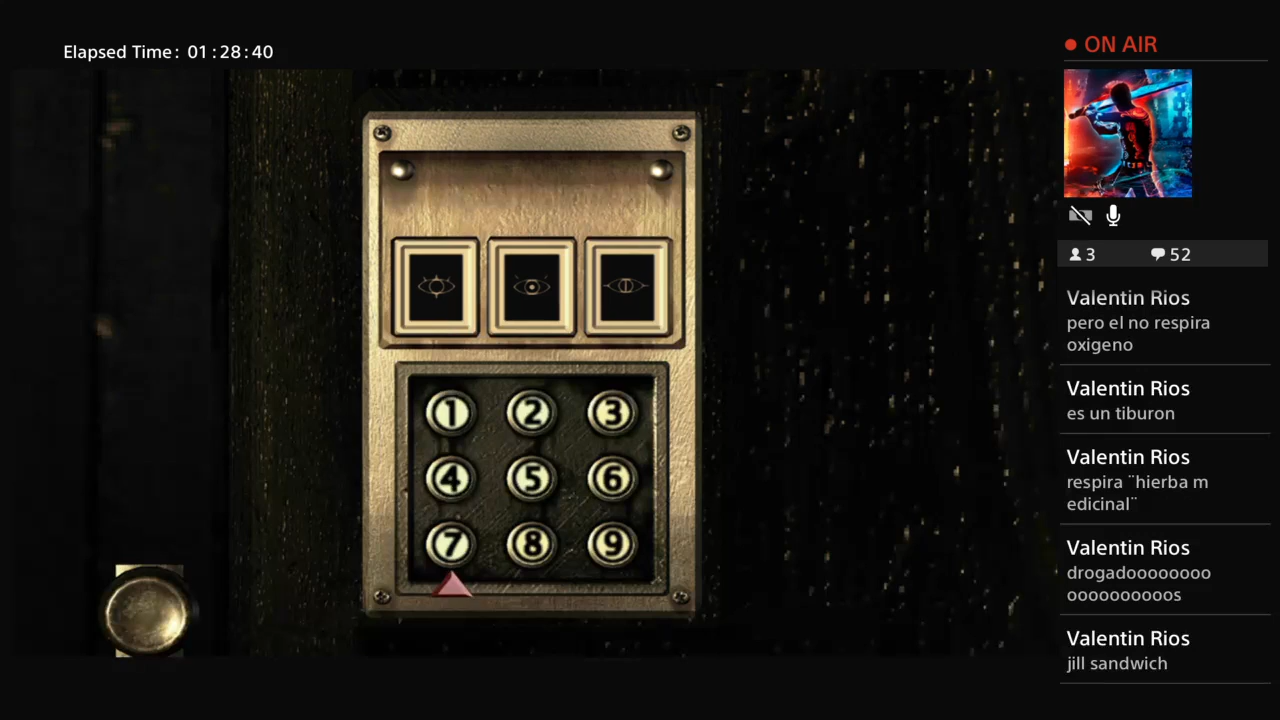 Elapsed Time: 01:28:40
ON AIR
3 52
Valentin Rios
pero el no respira
oxigeno
Valentin Rios
es un tiburon
Valentin Rios
respira ¨hierba m
edicinal¨
Valentin Rios
drogadoooooooo
oooooooooos
Valentin Rios
jill sandwich
1 2 3
4 5 6
7 8 9